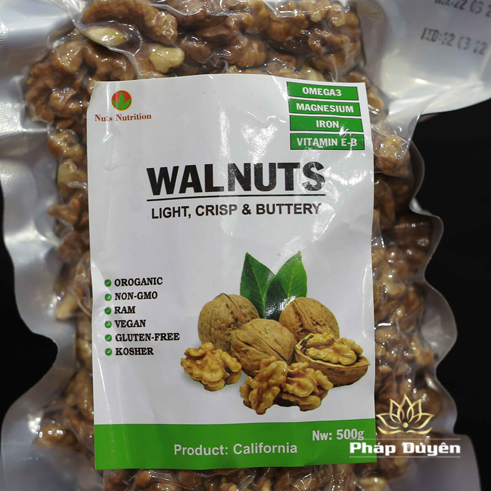 Nuts Nutrition
OMEGA3
MAGNESIUM
IRON
VITAMIN E-B
WALNUTS
LIGHT, CRISP & BUTTERY
OROGANIC
NON-GMO
RAM
VEGAN
GLUTEN-FREE
KOSHER
Nw: 500g
Product: California
Pháp Duyên